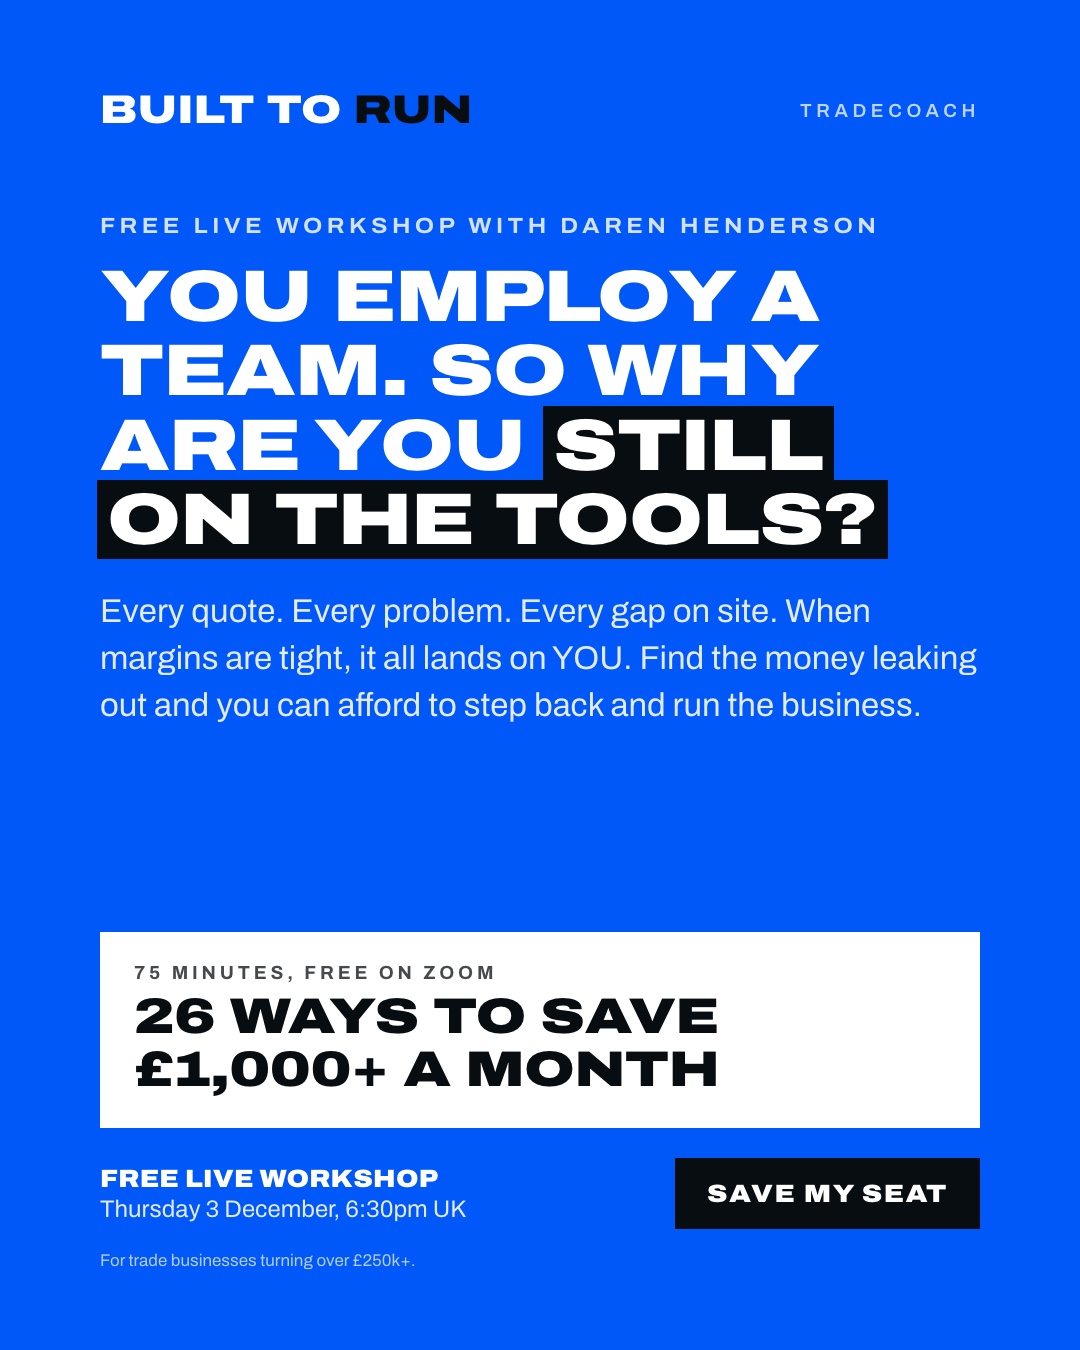 BUILT TO RUN
TRADECOACH
FREE LIVE WORKSHOP WITH DAREN HENDERSON
YOU EMPLOY A
TEAM. SO WHY
ARE YOU STILL
ON THE TOOLS?
Every quote. Every problem. Every gap on site. When
margins are tight, it all lands on YOU. Find the money leaking
out and you can afford to step back and run the business.
75 MINUTES, FREE ON ZOOM
26 WAYS TO SAVE
£1,000+ A MONTH
FREE LIVE WORKSHOP
Thursday 3 December, 6:30pm UK
SAVE MY SEAT
For trade businesses turning over £250k+.